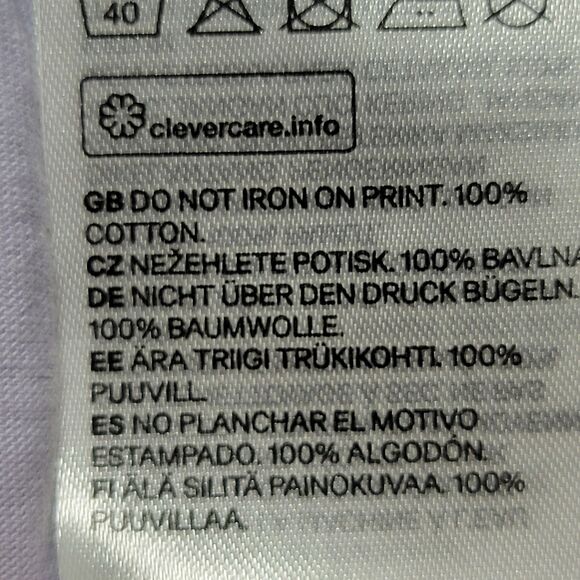 40
clevercare.info
GB DO NOT IRON ON PRINT. 100%
COTTON.
CZ NEŽEHLETE POTISK. 100% BAVLNA
DE NICHT ÜBER DEN DRUCK BÜGELN.
100% BAUMWOLLE.
EE ÄRA TRIIGI TRÜKIKOHTI. 100%
PUUVILL.
ES NO PLANCHAR EL MOTIVO
ESTAMPADO. 100% ALGODÓN.
FI ÄLÄ SILITÄ PAINOKUVAA. 100%
PUUVILLAA.